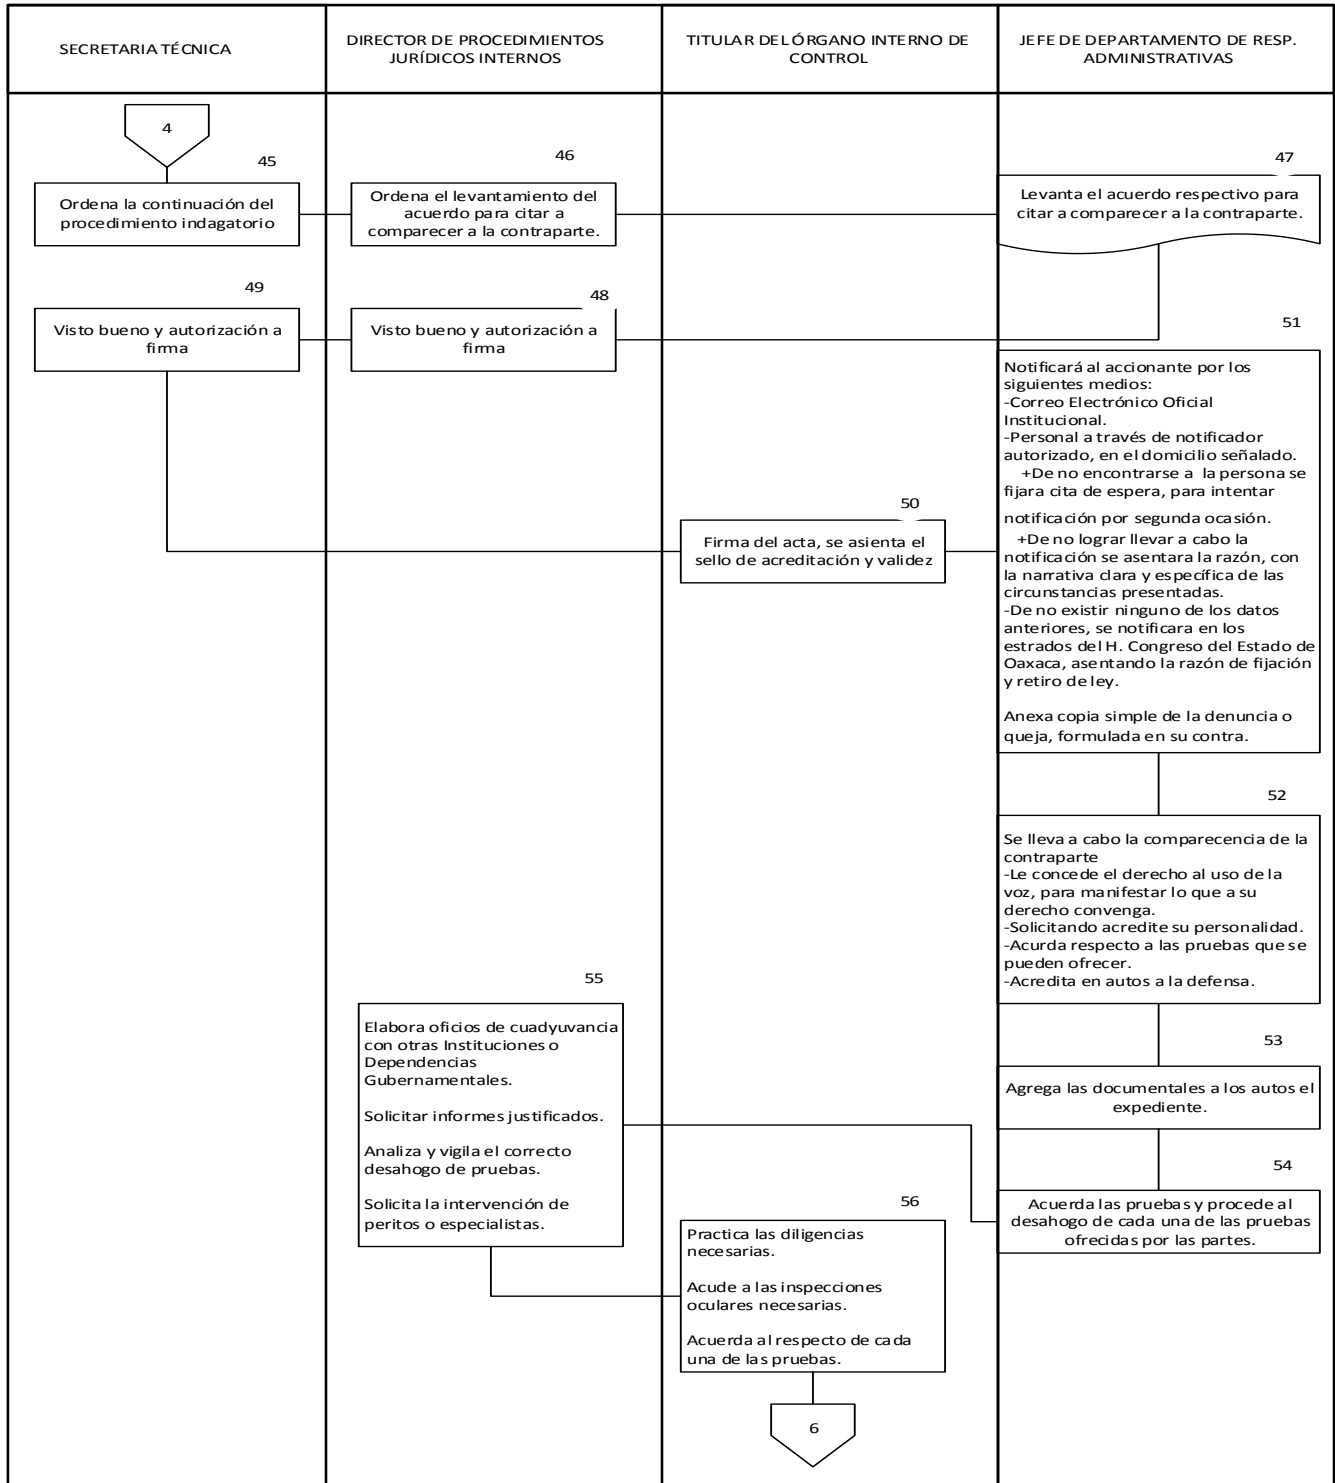 SECRETARIA TÉCNICA
DIRECTOR DE PROCEDIMIENTOS
JURÍDICOS INTERNOS
TITULAR DEL ÓRGANO INTERNO DE
CONTROL
JEFE DE DEPARTAMENTO DE RESP.
ADMINISTRATIVAS
4
45
Ordena la continuación del
procedimiento indagatorio
46
Ordena el levantamiento del
acuerdo para citar a
comparecer a la contraparte.
47
Levanta el acuerdo respectivo para
citar a comparecer a la contraparte.
49
Visto bueno y autorización a
firma
48
Visto bueno y autorización a
firma
50
Firma del acta, se asienta el
sello de acreditación y validez
51
Notificará al accionante por los
siguientes medios:
-Correo Electrónico Oficial
Institucional.
-Personal a través de notificador
autorizado, en el domicilio señalado.
+De no encontrarse a la persona se
fijara cita de espera, para intentar
notificación por segunda ocasión.
+De no lograr llevar a cabo la
notificación se asentara la razón, con
la narrativa clara y específica de las
circunstancias presentadas.
-De no existir ninguno de los datos
anteriores, se notificara en los
estrados del H. Congreso del Estado de
Oaxaca, asentando la razón de fijación
y retiro de ley.
Anexa copia simple de la denuncia o
queja, formulada en su contra.
52
Se lleva a cabo la comparecencia de la
contraparte
-Le concede el derecho al uso de la
voz, para manifestar lo que a su
derecho convenga.
-Solicitando acredite su personalidad.
-Acurda respecto a las pruebas que se
pueden ofrecer.
-Acredita en autos a la defensa.
53
Agrega las documentales a los autos el
expediente.
54
Acuerda las pruebas y procede al
desahogo de cada una de las pruebas
ofrecidas por las partes.
55
Elabora oficios de cuadyuvancia
con otras Instituciones o
Dependencias
Gubernamentales.
Solicitar informes justificados.
Analiza y vigila el correcto
desahogo de pruebas.
Solicita la intervención de
peritos o especialistas.
56
Practica las diligencias
necesarias.
Acude a las inspecciones
oculares necesarias.
Acuerda al respecto de cada
una de las pruebas.
6